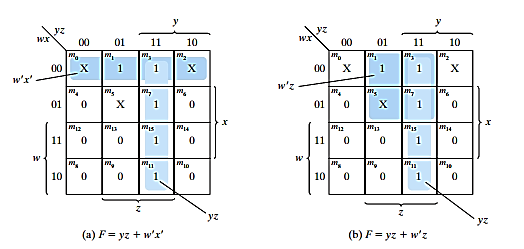 yz
wx
00 01 11 10
y
00
m0 X m1 1 m3 1 m2 X
w'x'
01
m4 0 m5 X m7 1 m6 0
x
w
11
m12 0 m13 0 m15 1 m14 0
10
m8 0 m9 0 m11 1 m10 0
z
yz
(a) F = yz + w'x'
yz
wx
00 01 11 10
y
00
m0 X m1 1 m3 1 m2 X
w'z
01
m4 0 m5 X m7 1 m6 0
x
w
11
m12 0 m13 0 m15 1 m14 0
10
m8 0 m9 0 m11 1 m10 0
z
yz
(b) F = yz + w'z